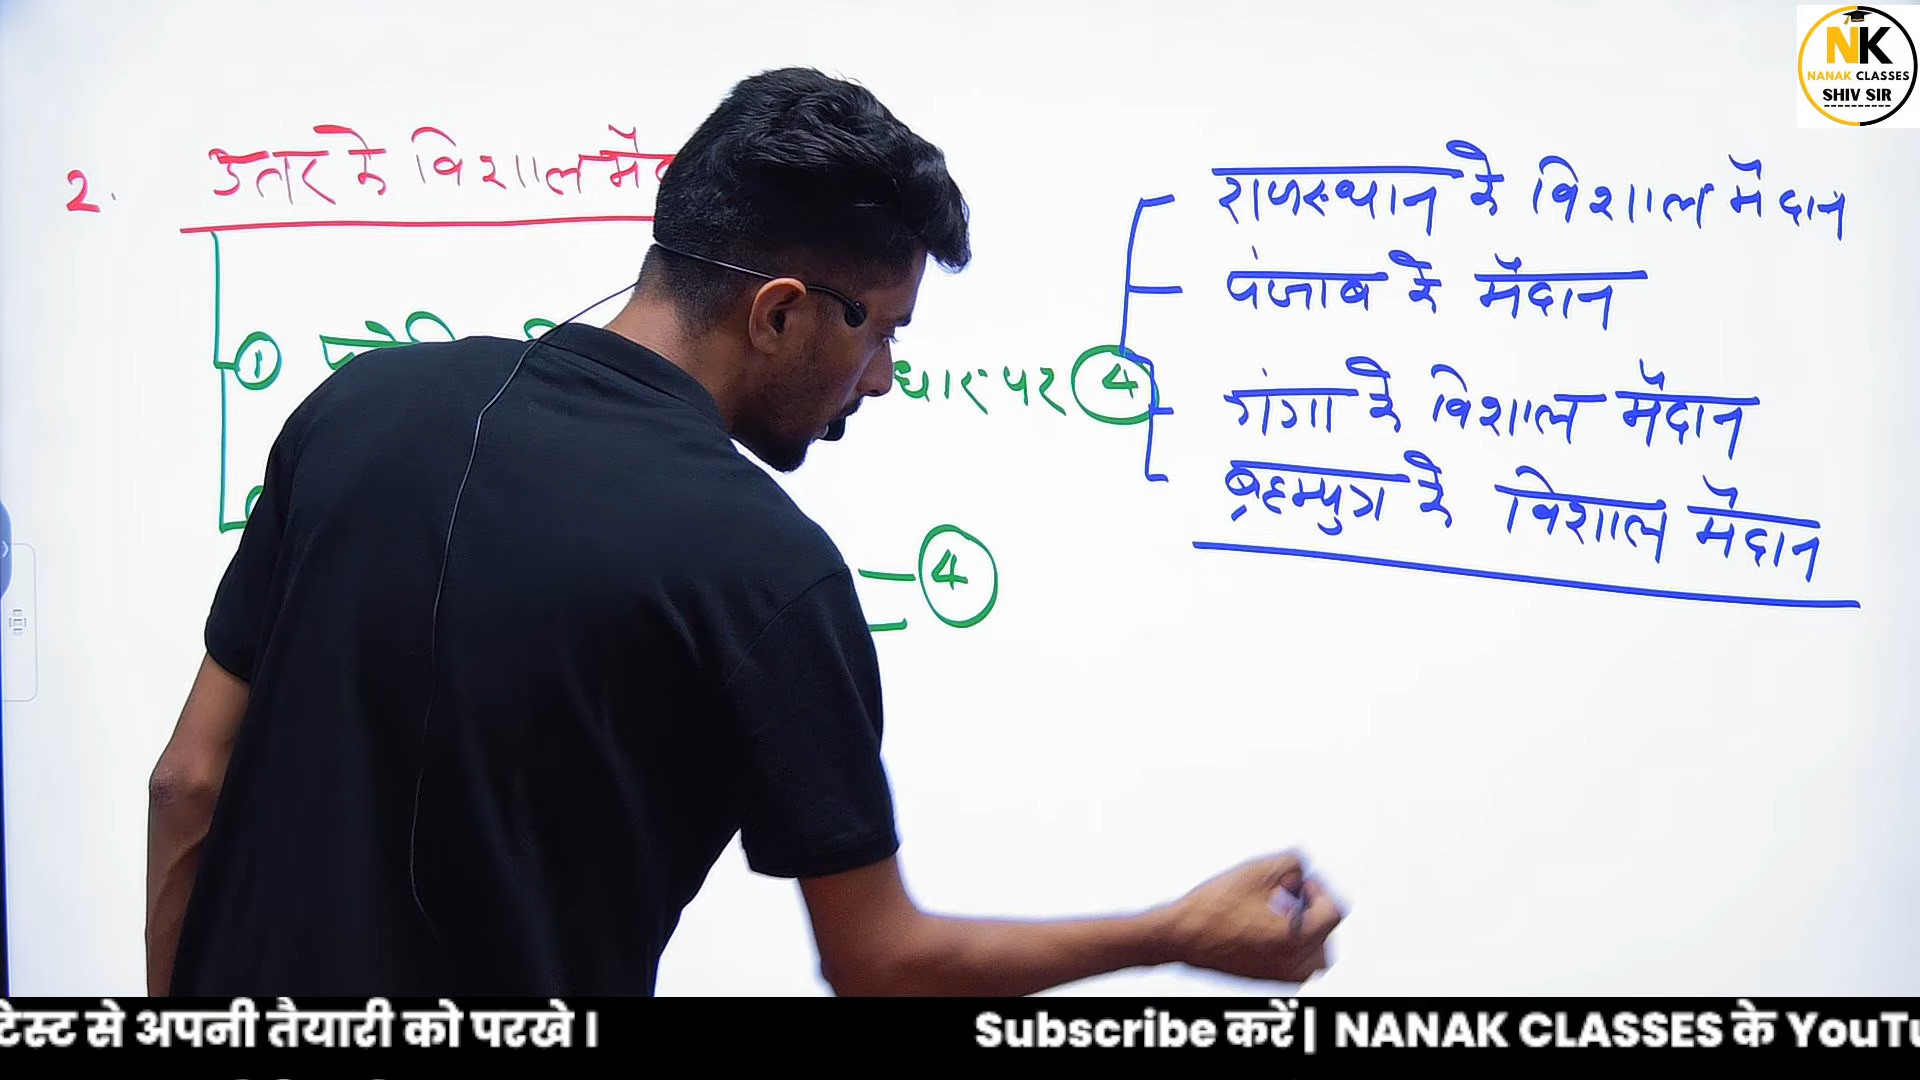 NK
NANAK CLASSES
SHIV SIR
2. उत्तर के विशाल
1
धार पर 4
4
राजस्थान के विशाल मैदान
पंजाब के मैदान
गंगा के विशाल मैदान
ब्रह्मपुत्र के विशाल मैदान
टेस्ट से अपनी तैयारी को परखे । Subscribe करें | NANAK CLASSES के YouTu